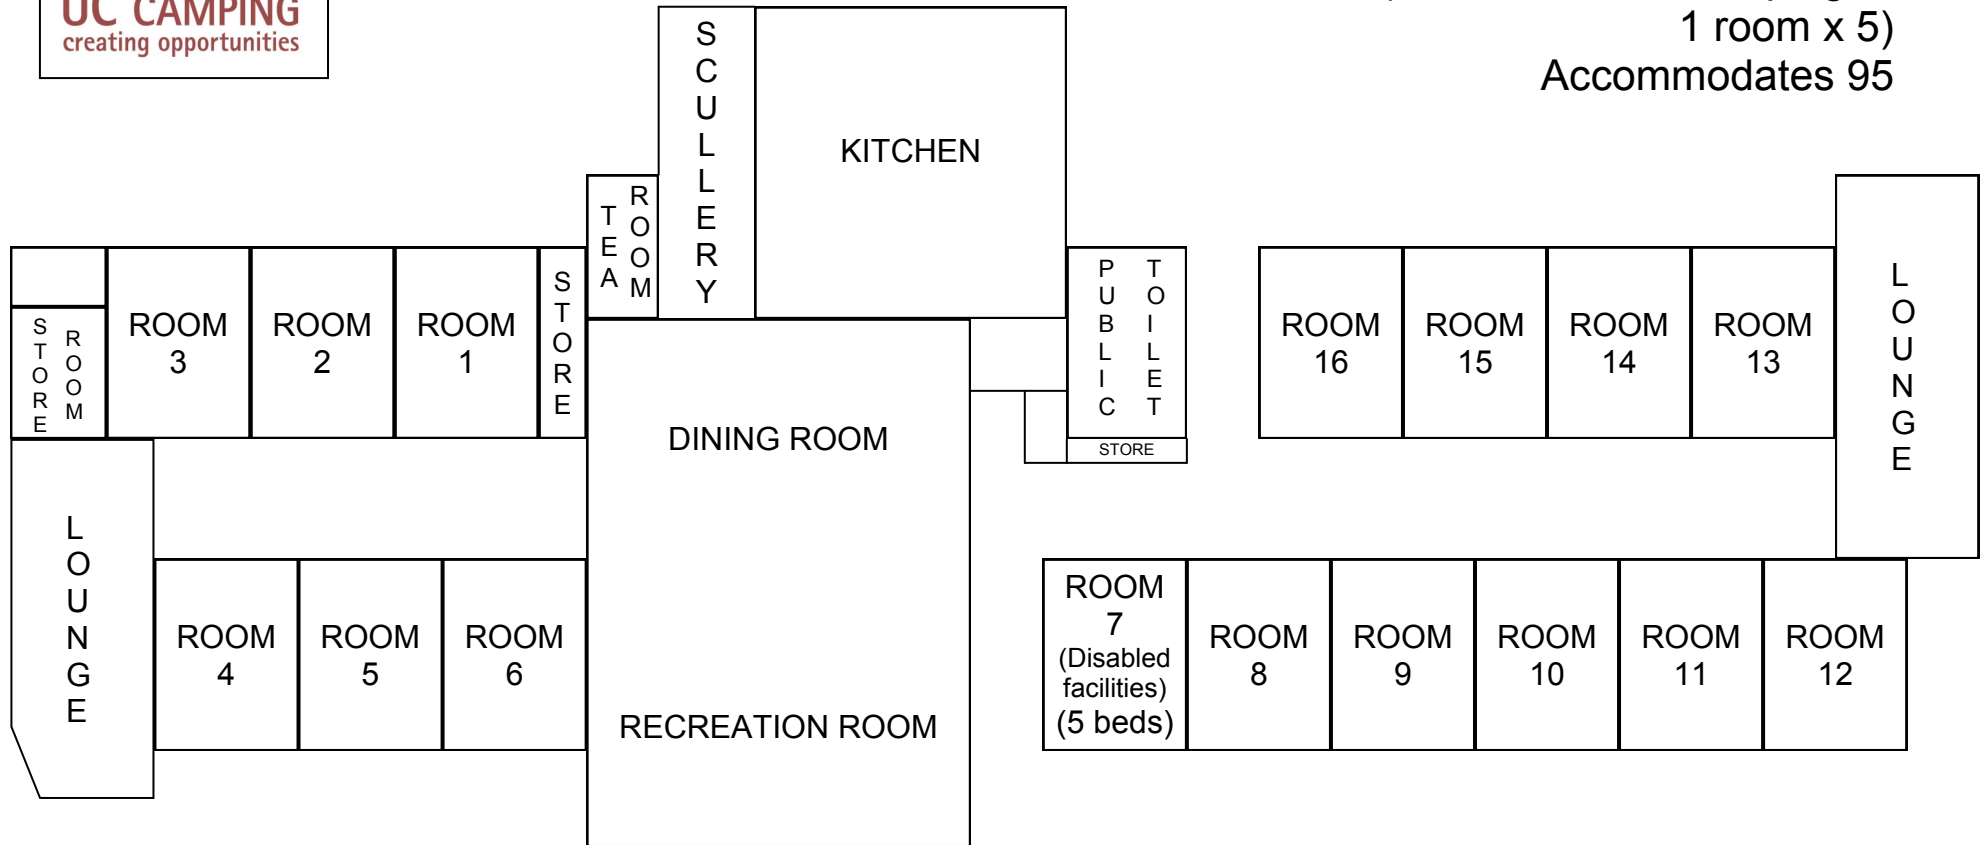 UC CAMPING
creating opportunities
1 room x 5)
Accommodates 95
SCULLERY
KITCHEN
TEA
ROOM
STORE
ROOM
ROOM
3
ROOM
2
ROOM
1
STORE
PUBLIC
TOILET
STORE
ROOM
16
ROOM
15
ROOM
14
ROOM
13
LOUNGE
DINING ROOM
LOUNGE
ROOM
4
ROOM
5
ROOM
6
RECREATION ROOM
ROOM
7
(Disabled
facilities)
(5 beds)
ROOM
8
ROOM
9
ROOM
10
ROOM
11
ROOM
12